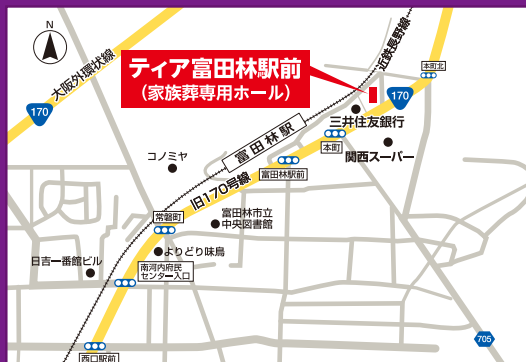 N
大阪外環状線
170
ティア富田林駅前
(家族葬専用ホール)
近鉄長野線
本町北
170
三井住友銀行
関西スーパー
本町
富田林駅
富田林駅前
コノミヤ
旧170号線
常磐町
富田林市立
中央図書館
よりどり味鳥
日吉一番館ビル
南河内府民
センター入口
705
西口駅前